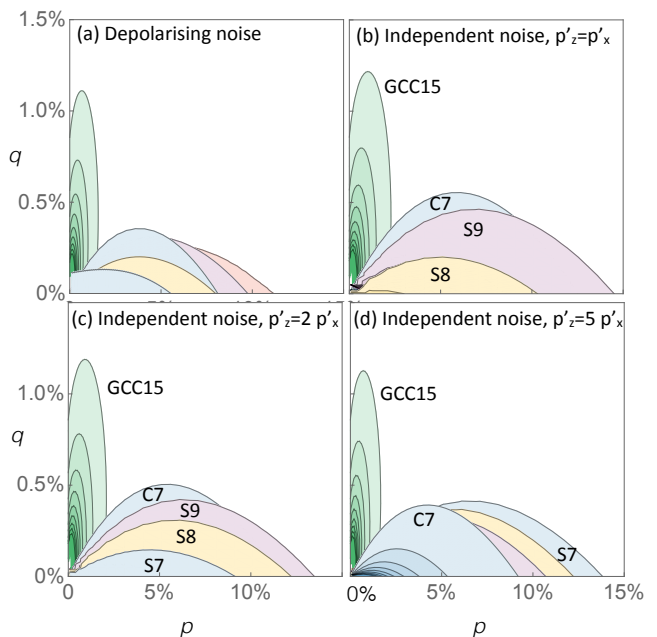 1.5%
(a) Depolarising noise
(b) Independent noise, p'z=p'x
GCC15
1.0%
q
0.5%
C7
S9
S8
0%
(c) Independent noise, p'z=2 p'x
(d) Independent noise, p'z=5 p'x
GCC15
GCC15
1.0%
q
0.5%
C7
S9
S8
S7
C7
S7
0%
5%
10%
0%
5%
10%
15%
p
p